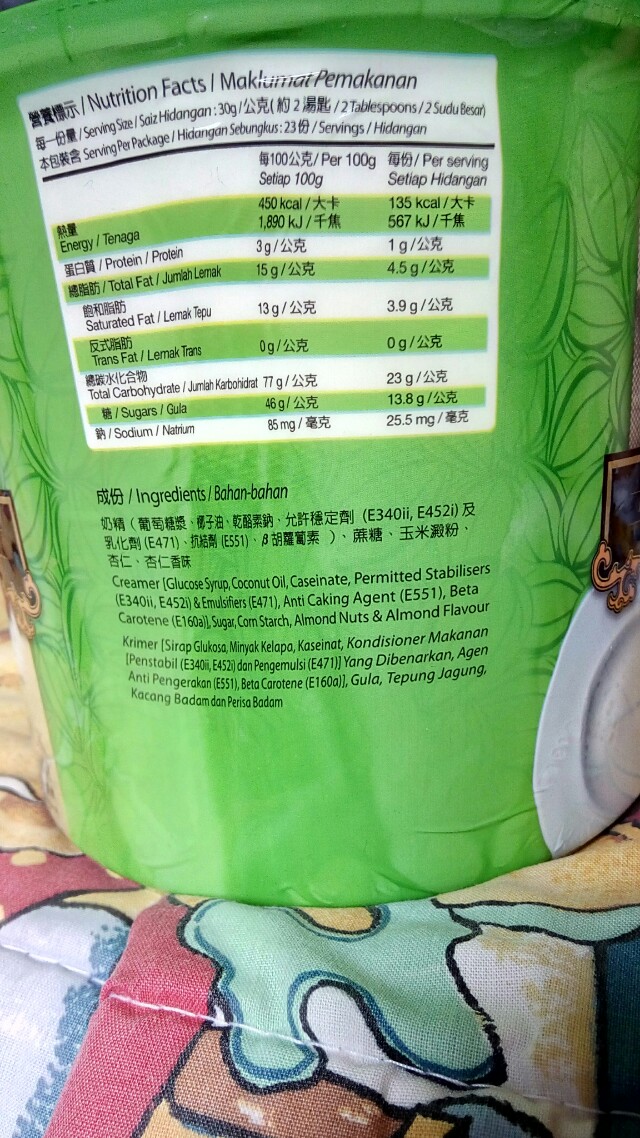 營養標示 / Nutrition Facts / Maklumat Pemakanan
每一份量 / Serving Size / Saiz Hidangan : 30g / 公克 ( 約 2 湯匙 / 2 Tablespoons / 2 Sudu Besar)
本包裝含 Serving Per Package / Hidangan Sebungkus : 23 份 / Servings / Hidangan
每100公克/ Per 100g 每份/ Per serving
Setiap 100g Setiap Hidangan
熱量 450 kcal / 大卡 135 kcal / 大卡
Energy / Tenaga 1,890 kJ / 千焦 567 kJ / 千焦
蛋白質 / Protein / Protein 3 g / 公克 1 g / 公克
總脂肪 / Total Fat / Jumlah Lemak 15 g / 公克 4.5 g / 公克
飽和脂肪
Saturated Fat / Lemak Tepu 13 g / 公克 3.9 g / 公克
反式脂肪
Trans Fat / Lemak Trans 0 g / 公克 0 g / 公克
總碳水化合物
Total Carbohydrate / Jumlah Karbohidrat 77 g / 公克 23 g / 公克
糖 / Sugars / Gula 46 g / 公克 13.8 g / 公克
鈉 / Sodium / Natrium 85 mg / 毫克 25.5 mg / 毫克
成份 / Ingredients / Bahan-bahan
奶精 ( 葡萄糖漿、椰子油、乾酪素鈉、允許穩定劑 (E340ii, E452i) 及
乳化劑 (E471)、抗結劑 (E551)、β 胡蘿蔔素 ) 、蔗糖、玉米澱粉、
杏仁、杏仁香味
Creamer [Glucose Syrup, Coconut Oil, Caseinate, Permitted Stabilisers
(E340ii, E452i) & Emulsifiers (E471), Anti Caking Agent (E551), Beta
Carotene (E160a)], Sugar, Corn Starch, Almond Nuts & Almond Flavour
Krimer [Sirap Glukosa, Minyak Kelapa, Kaseinat, Kondisioner Makanan
[Penstabil (E340ii, E452i) dan Pengemulsi (E471)] Yang Dibenarkan, Agen
Anti Pengerakan (E551), Beta Carotene (E160a)], Gula, Tepung Jagung,
Kacang Badam dan Perisa Badam